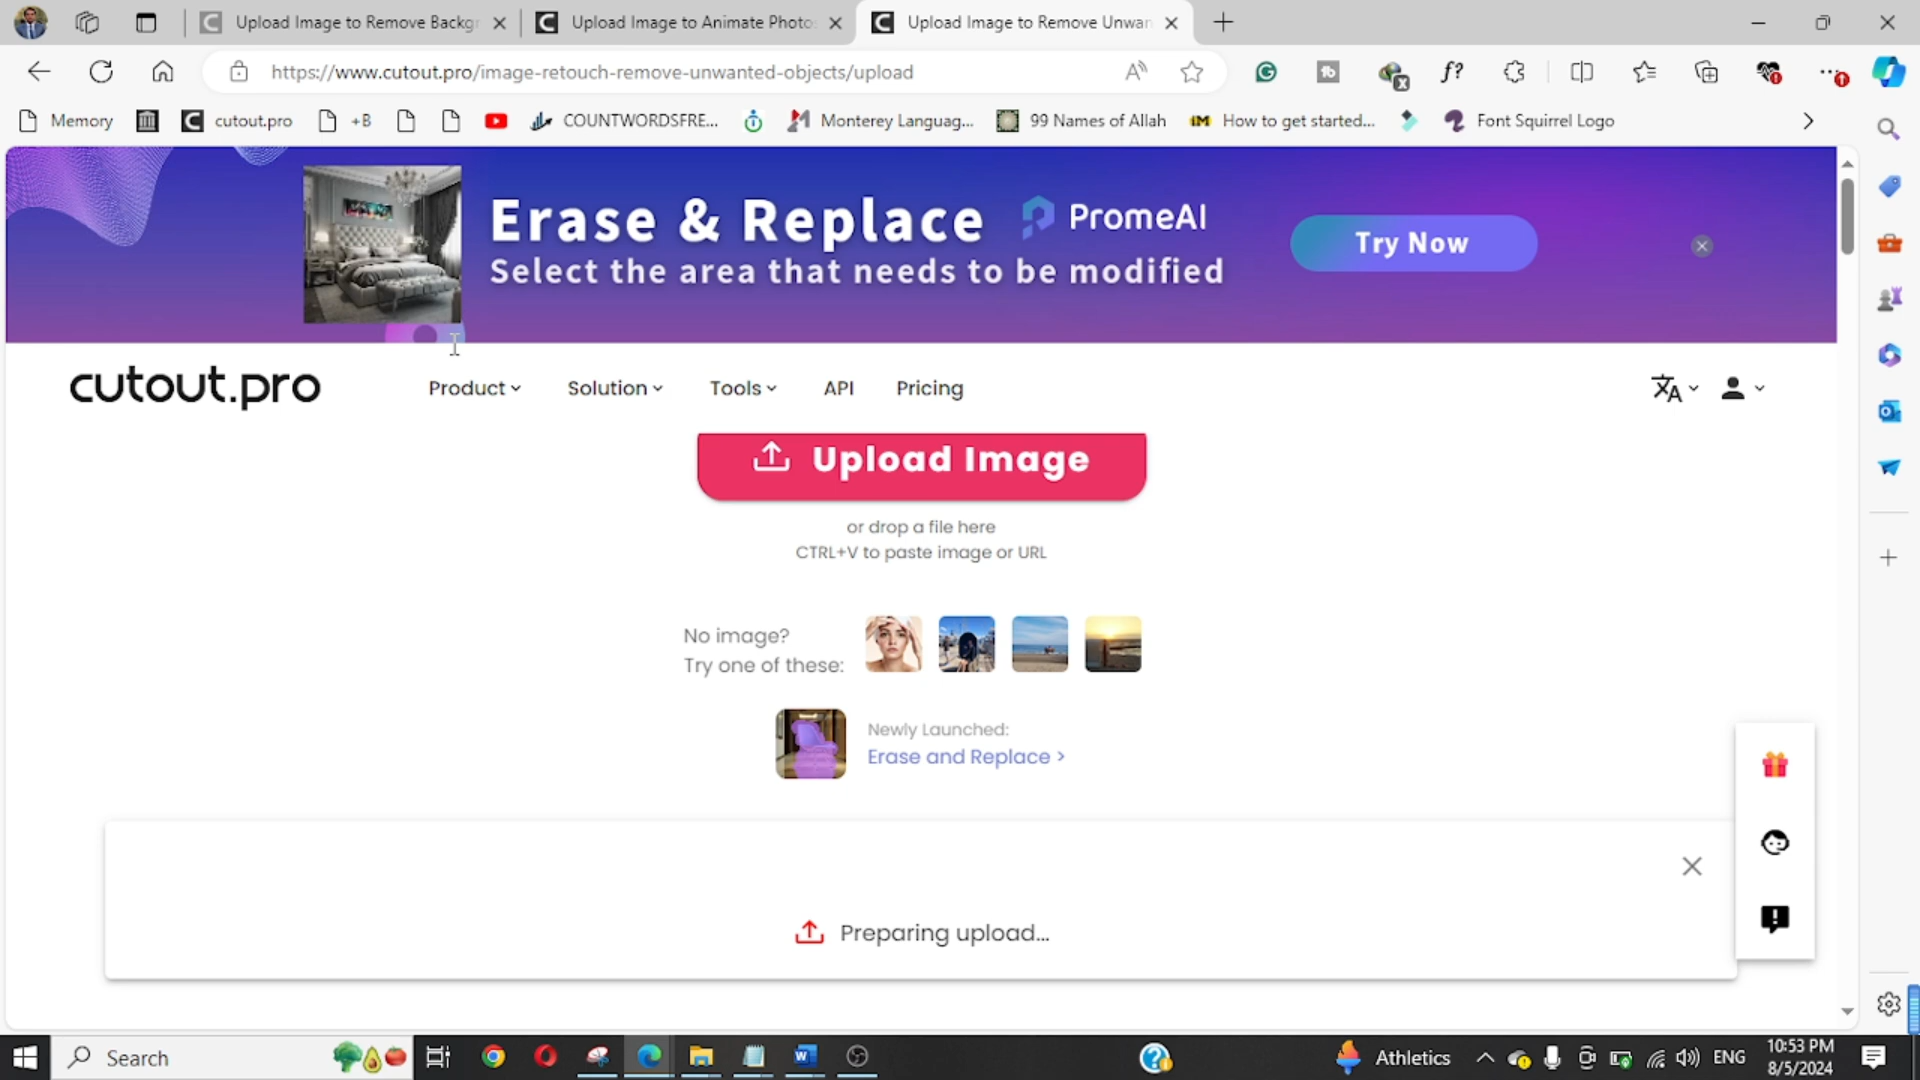 Upload Image to Remove Backgr
Upload Image to Animate Photo
Upload Image to Remove Unwan
https://www.cutout.pro/image-retouch-remove-unwanted-objects/upload
Memory
cutout.pro
+B
COUNTWORDSFRE...
Monterey Languag...
99 Names of Allah
How to get started...
Font Squirrel Logo
Erase & Replace
PromeAI
Select the area that needs to be modified
Try Now
cutout.pro
Product
Solution
Tools
API
Pricing
Upload Image
or drop a file here
CTRL+V to paste image or URL
No image?
Try one of these:
Newly Launched:
Erase and Replace >
Preparing upload...
Search
Athletics
ENG
10:53 PM
8/5/2024